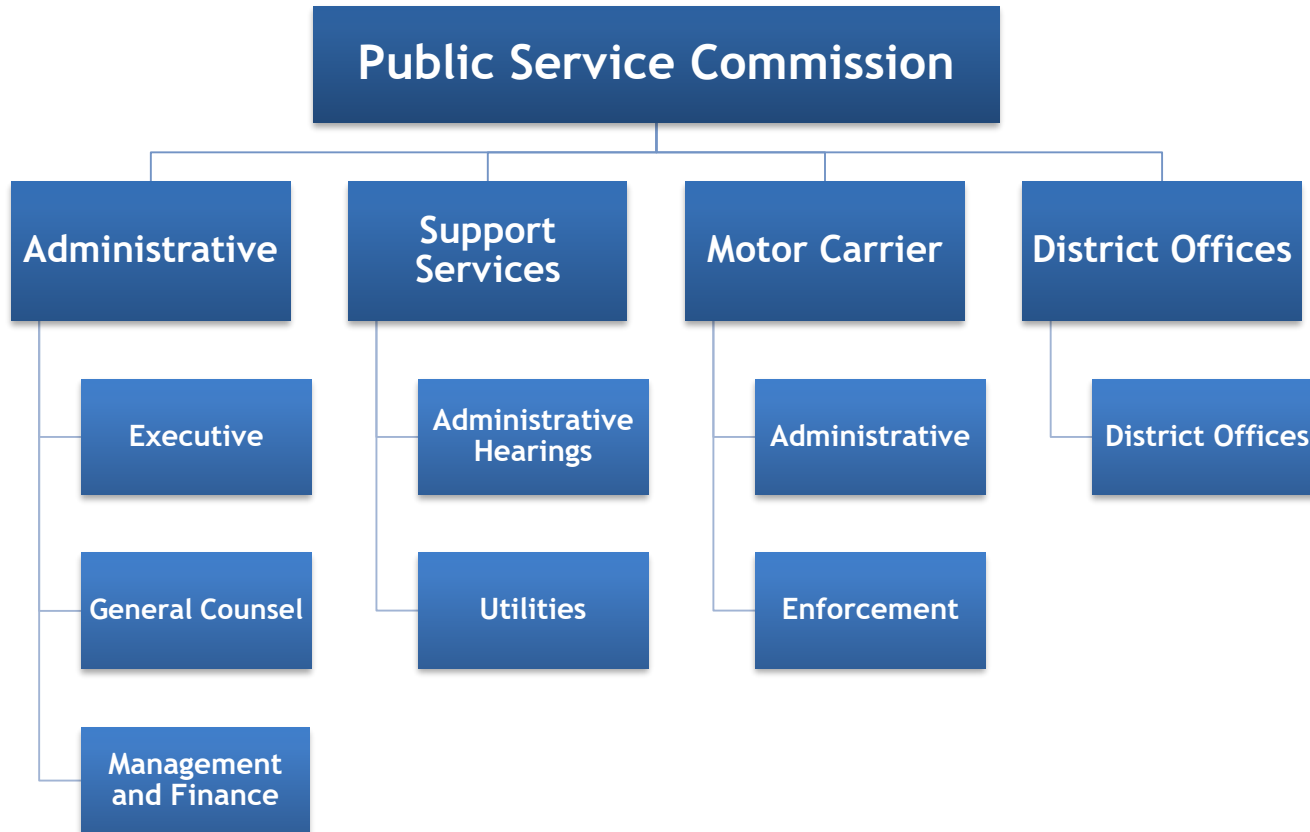 Public Service Commission
Administrative
Support
Services
Motor Carrier
District Offices
Executive
Administrative
Hearings
Administrative
District Offices
General Counsel
Utilities
Enforcement
Management
and Finance